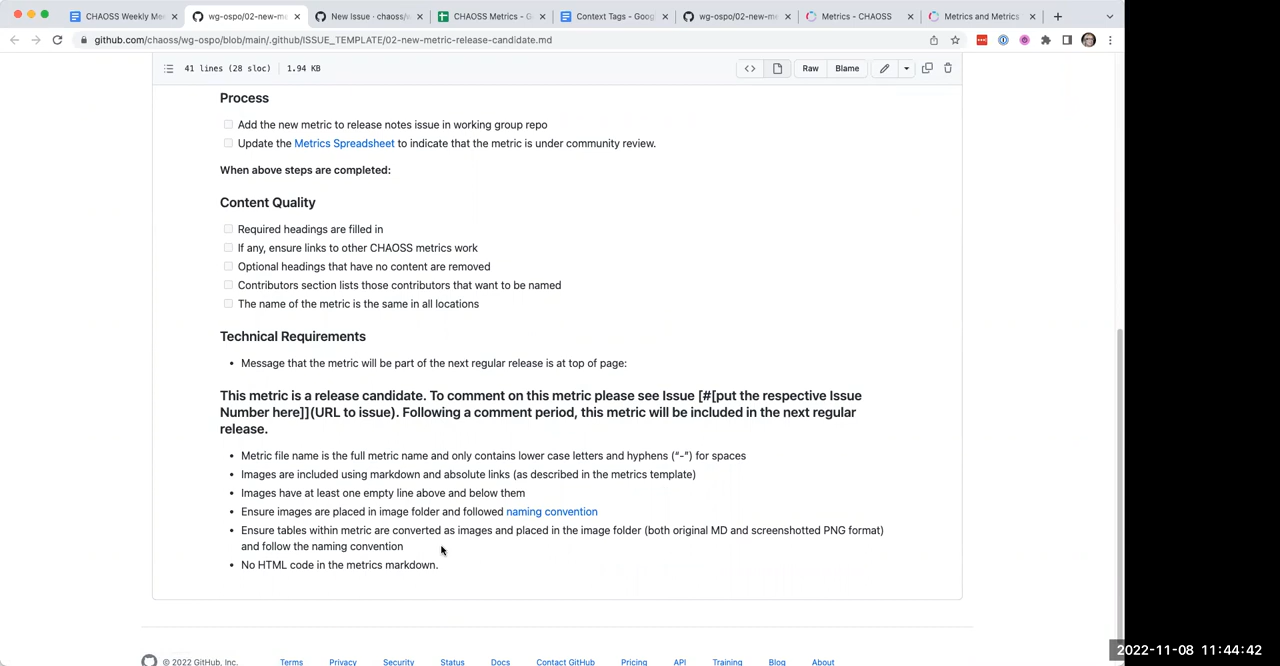 CHAOSS Weekly Me
wg-ospo/02-new-m
New Issue · chaoss/w
CHAOSS Metrics - G
Context Tags - Goog
wg-ospo/02-new-me
Metrics - CHAOSS
Metrics and Metrics
github.com/chaoss/wg-ospo/blob/main/.github/ISSUE_TEMPLATE/02-new-metric-release-candidate.md
41 lines (28 sloc) 1.94 KB
Raw Blame
Process
Add the new metric to release notes issue in working group repo
Update the Metrics Spreadsheet to indicate that the metric is under community review.
When above steps are completed:
Content Quality
Required headings are filled in
If any, ensure links to other CHAOSS metrics work
Optional headings that have no content are removed
Contributors section lists those contributors that want to be named
The name of the metric is the same in all locations
Technical Requirements
• Message that the metric will be part of the next regular release is at top of page:
This metric is a release candidate. To comment on this metric please see Issue [#[put the respective Issue
Number here]](URL to issue). Following a comment period, this metric will be included in the next regular
release.
• Metric file name is the full metric name and only contains lower case letters and hyphens (“-”) for spaces
• Images are included using markdown and absolute links (as described in the metrics template)
• Images have at least one empty line above and below them
• Ensure images are placed in image folder and followed naming convention
• Ensure tables within metric are converted as images and placed in the image folder (both original MD and screenshotted PNG format)
and follow the naming convention
• No HTML code in the metrics markdown.
© 2022 GitHub, Inc. Terms Privacy Security Status Docs Contact GitHub Pricing API Training Blog About
2022-11-08 11:44:42